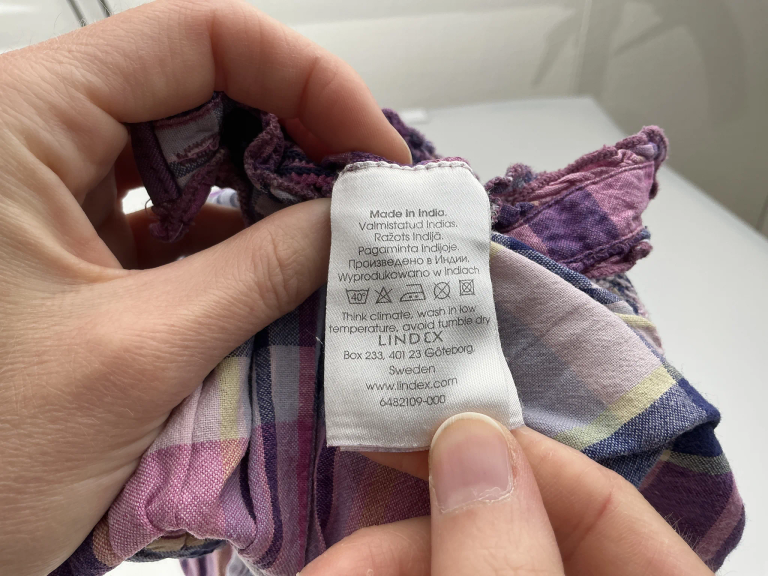 Made in India.
Valmistatud Indias.
Ražots Indijā.
Pagaminta Indijoje.
Произведено в Индии.
Wyprodukowano w Indiach
40°
Think climate, wash in low
temperature, avoid tumble dry
LINDEX
Box 233, 401 23 Göteborg,
Sweden
www.lindex.com
6482109-000